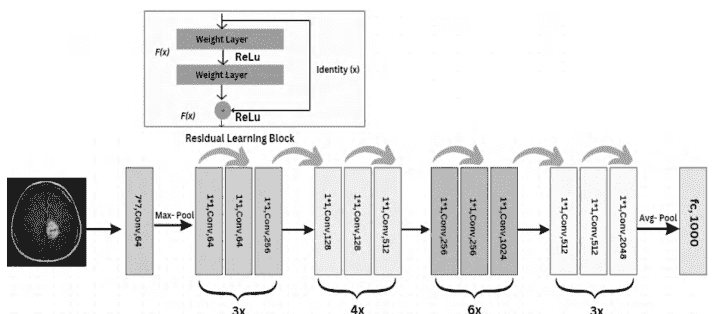 Weight Layer
F(x)
ReLu
Weight Layer
Identity (x)
F(x)
ReLu
Residual Learning Block
7*7,Conv,64
Max- Pool
1*1,Conv,64
1*1,Conv,64
1*1,Conv,256
1*1,Conv,128
1*1,Conv,128
1*1,Conv,512
1*1,Conv,256
1*1,Conv,256
1*1,Conv,1024
1*1,Conv,512
1*1,Conv,512
1*1,Conv,2048
Avg- Pool
fc, 1000
3x
4x
6x
3x